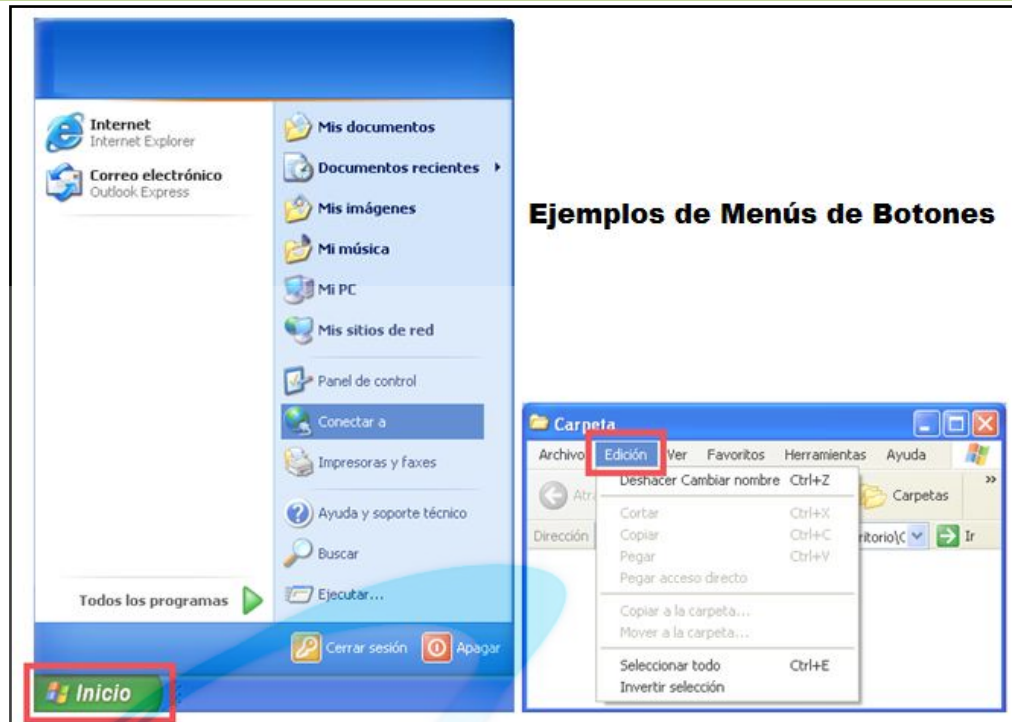 Internet
Internet Explorer
Correo electrónico
Outlook Express
Todos los programas
Mis documentos
Documentos recientes
Mis imágenes
Mi música
Mi PC
Mis sitios de red
Panel de control
Conectar a
Impresoras y faxes
Ayuda y soporte técnico
Buscar
Ejecutar...
Cerrar sesión Apagar
Inicio
Ejemplos de Menús de Botones
Carpeta
Archivo Edición Ver Favoritos Herramientas Ayuda
Carpetas »
Dirección Ir
Deshacer Cambiar nombre Ctrl+Z
Cortar Ctrl+X
Copiar Ctrl+C
Pegar Ctrl+V
Pegar acceso directo
Copiar a la carpeta...
Mover a la carpeta...
Seleccionar todo Ctrl+E
Invertir selección